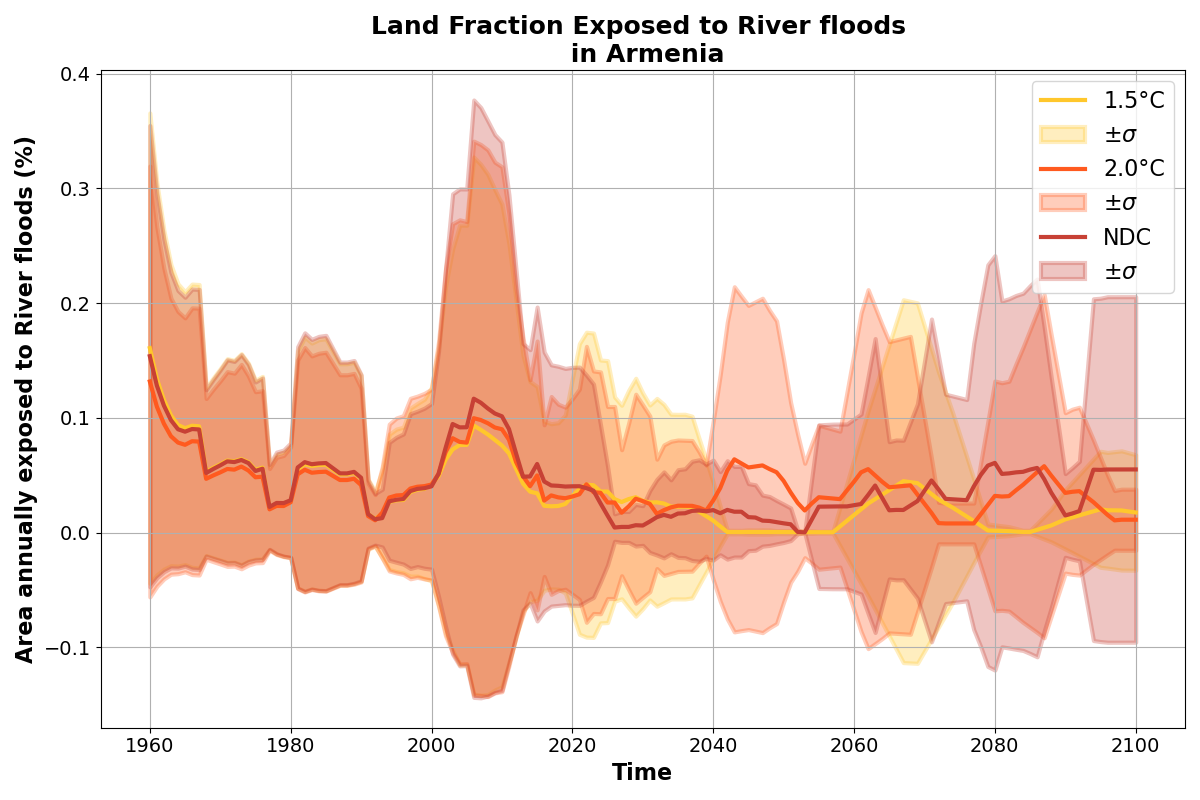 Land Fraction Exposed to River floods
in Armenia
Area annually exposed to River floods (%)
0.4
0.3
0.2
0.1
0.0
−0.1
1960
1980
2000
2020
2040
2060
2080
2100
Time
1.5°C
±σ
2.0°C
±σ
NDC
±σ